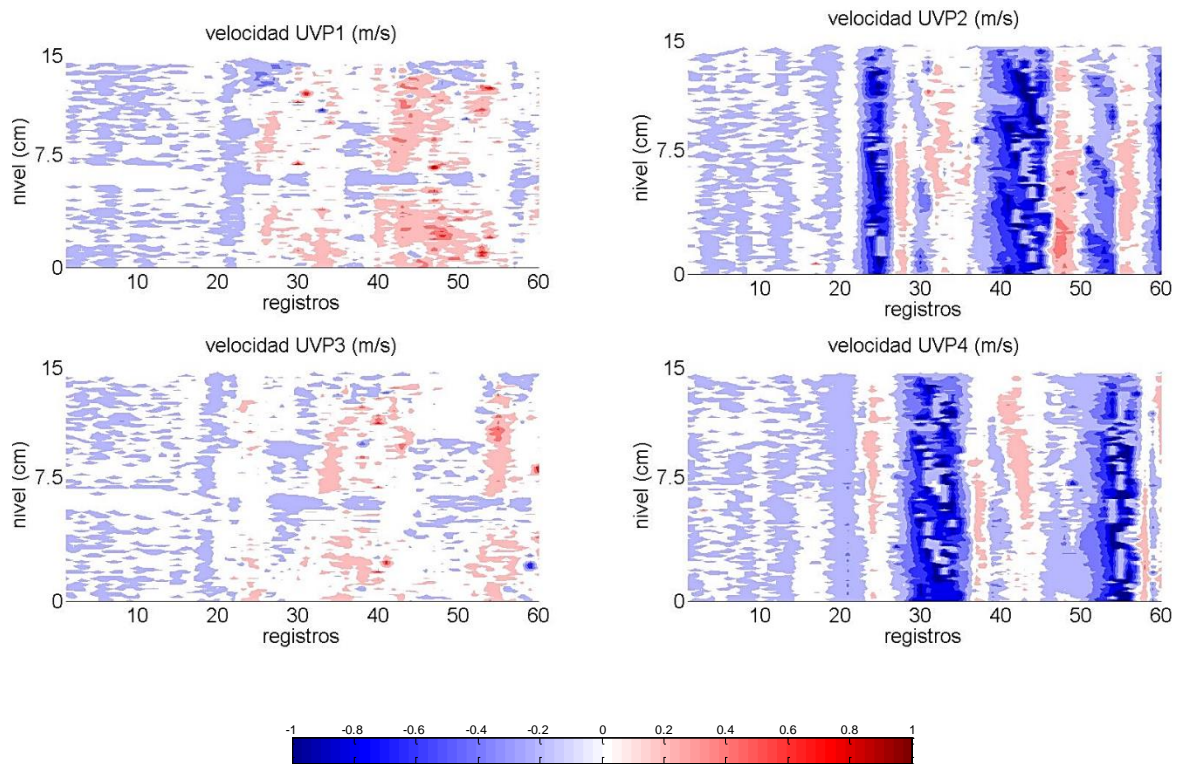 velocidad UVP1 (m/s)
15
7.5
0
nivel (cm)
10 20 30 40 50 60
registros
velocidad UVP2 (m/s)
15
7.5
0
nivel (cm)
10 20 30 40 50 60
registros
velocidad UVP3 (m/s)
15
7.5
0
nivel (cm)
10 20 30 40 50 60
registros
velocidad UVP4 (m/s)
15
7.5
0
nivel (cm)
10 20 30 40 50 60
registros
-1 -0.8 -0.6 -0.4 -0.2 0 0.2 0.4 0.6 0.8 1